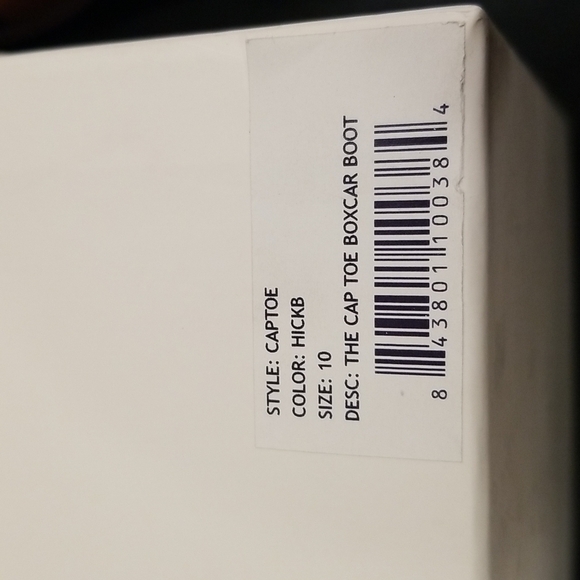 STYLE: CAPTOE
COLOR: HICKB
SIZE: 10
DESC: THE CAP TOE BOXCAR BOOT
8 43801 10038 4